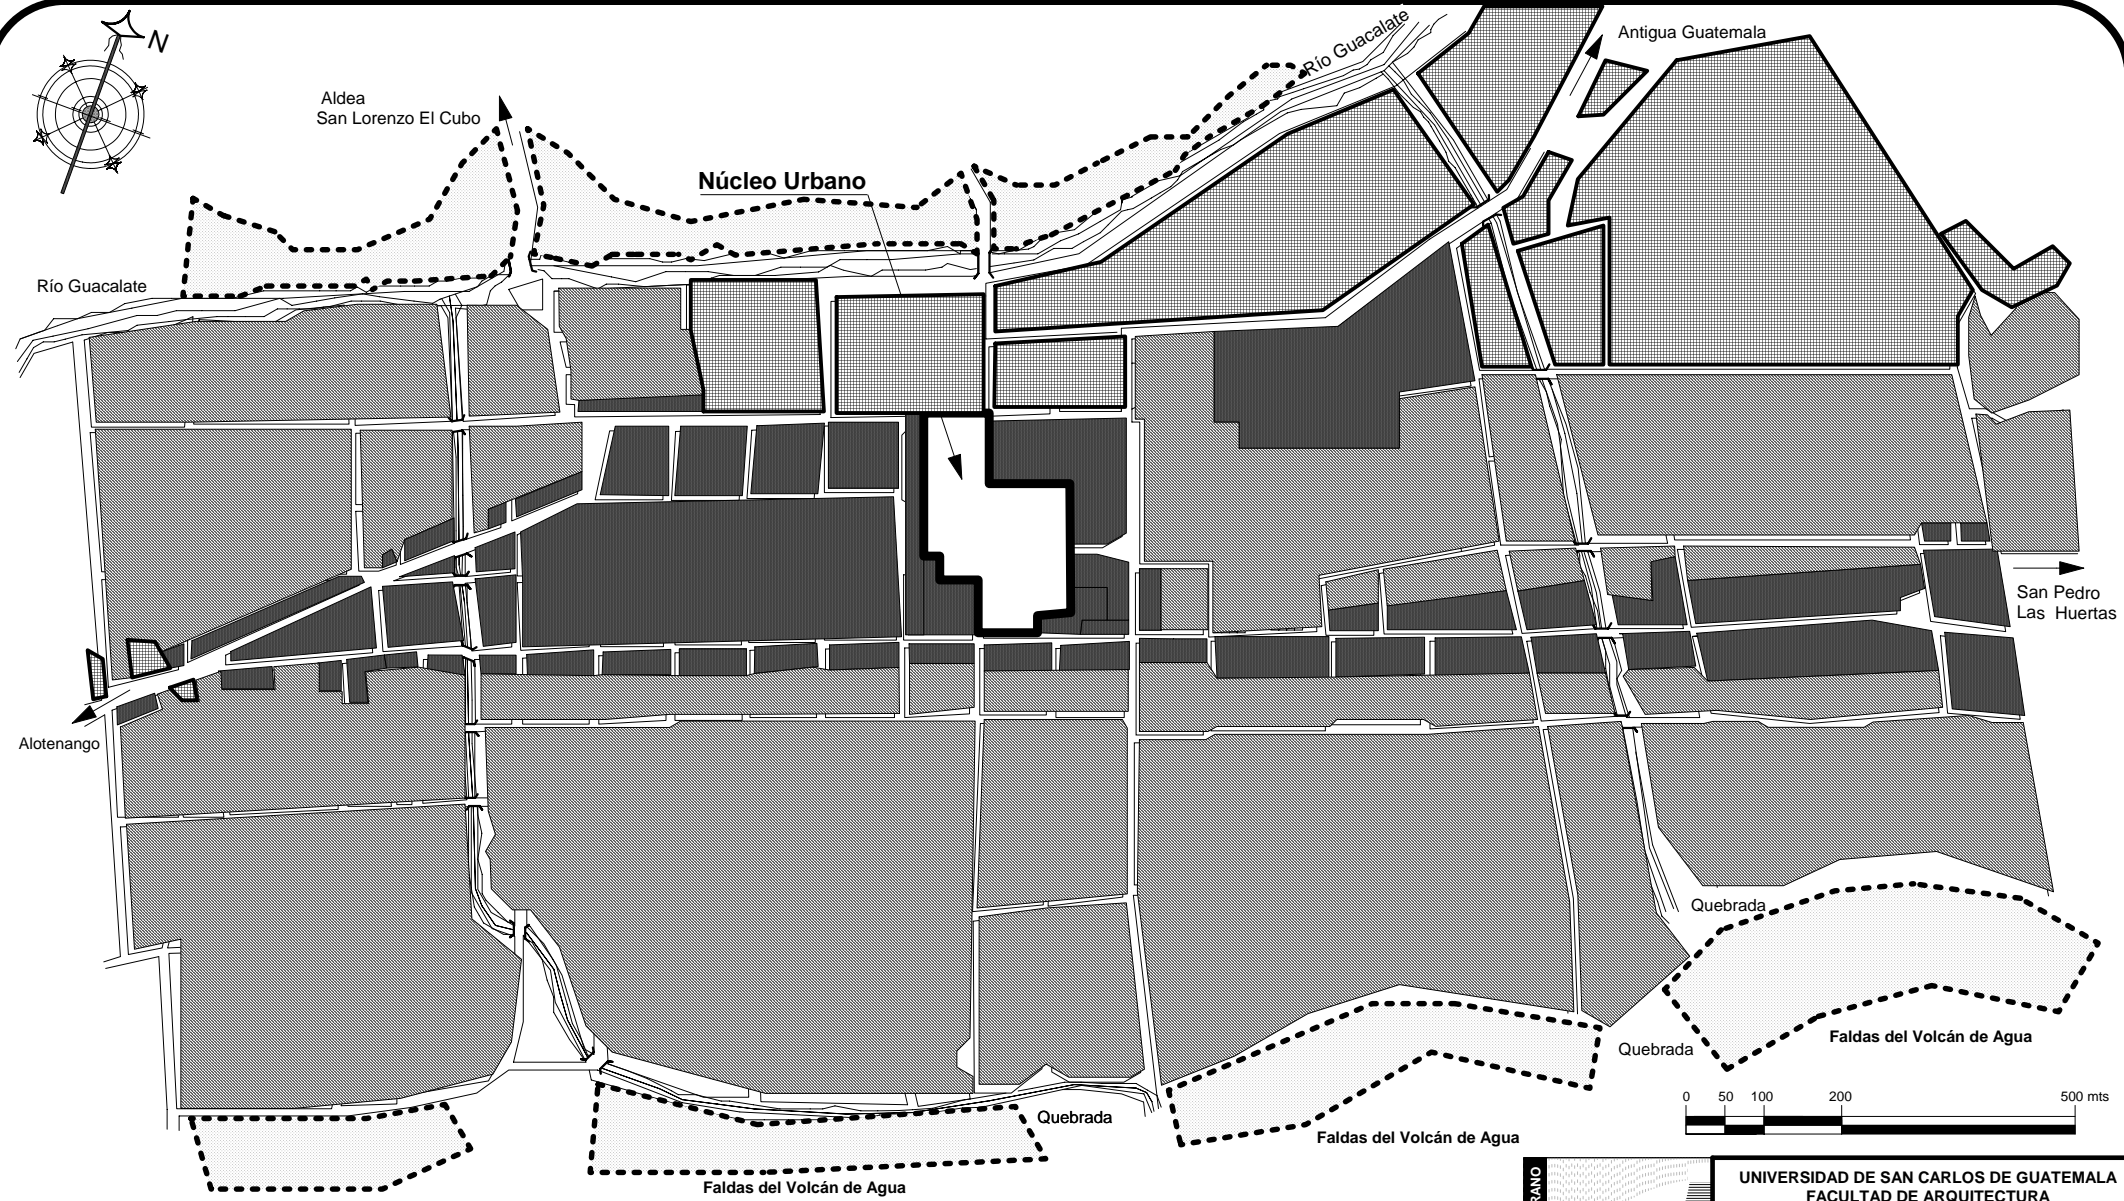 N
Antigua Guatemala
Río Guacalate
Aldea
San Lorenzo El Cubo
Núcleo Urbano
Río Guacalate
San Pedro
Las Huertas
Alotenango
Quebrada
Faldas del Volcán de Agua
Quebrada
0 50 100 200 500 mts
Quebrada
Faldas del Volcán de Agua
Faldas del Volcán de Agua
UNIVERSIDAD DE SAN CARLOS DE GUATEMALA
FACULTAD DE ARQUITECTURA